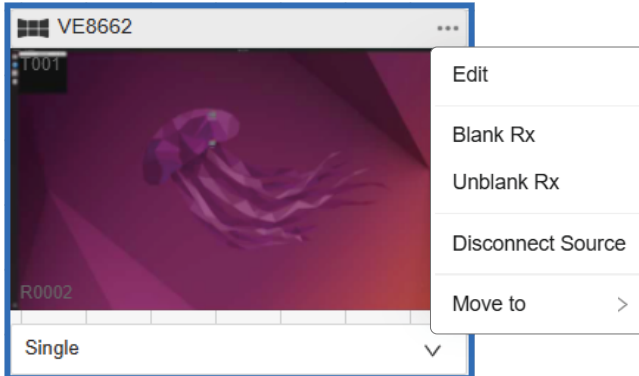 VE8662
T001
Edit
Blank Rx
Unblank Rx
Disconnect Source
R0002
Move to
Single